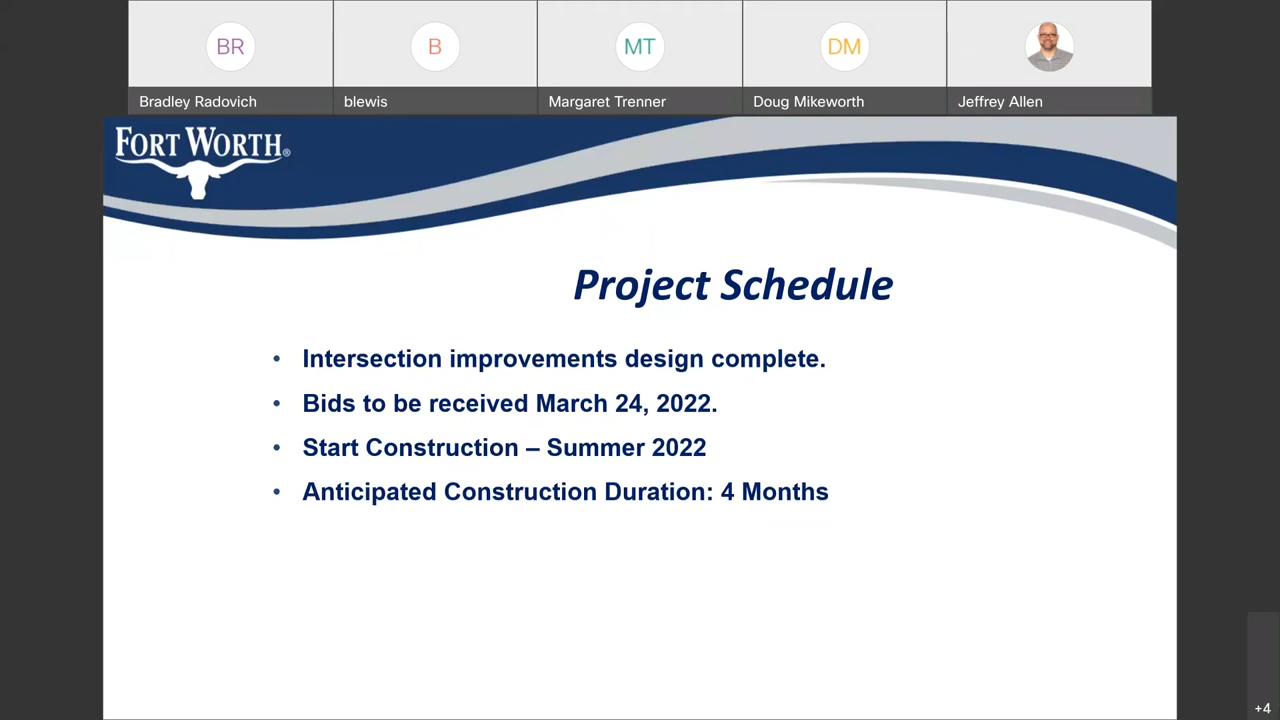 BR
B
MT
DM
Bradley Radovich
blewis
Margaret Trenner
Doug Mikeworth
Jeffrey Allen
FORT WORTH®
Project Schedule
• Intersection improvements design complete.
• Bids to be received March 24, 2022.
• Start Construction – Summer 2022
• Anticipated Construction Duration: 4 Months
+4